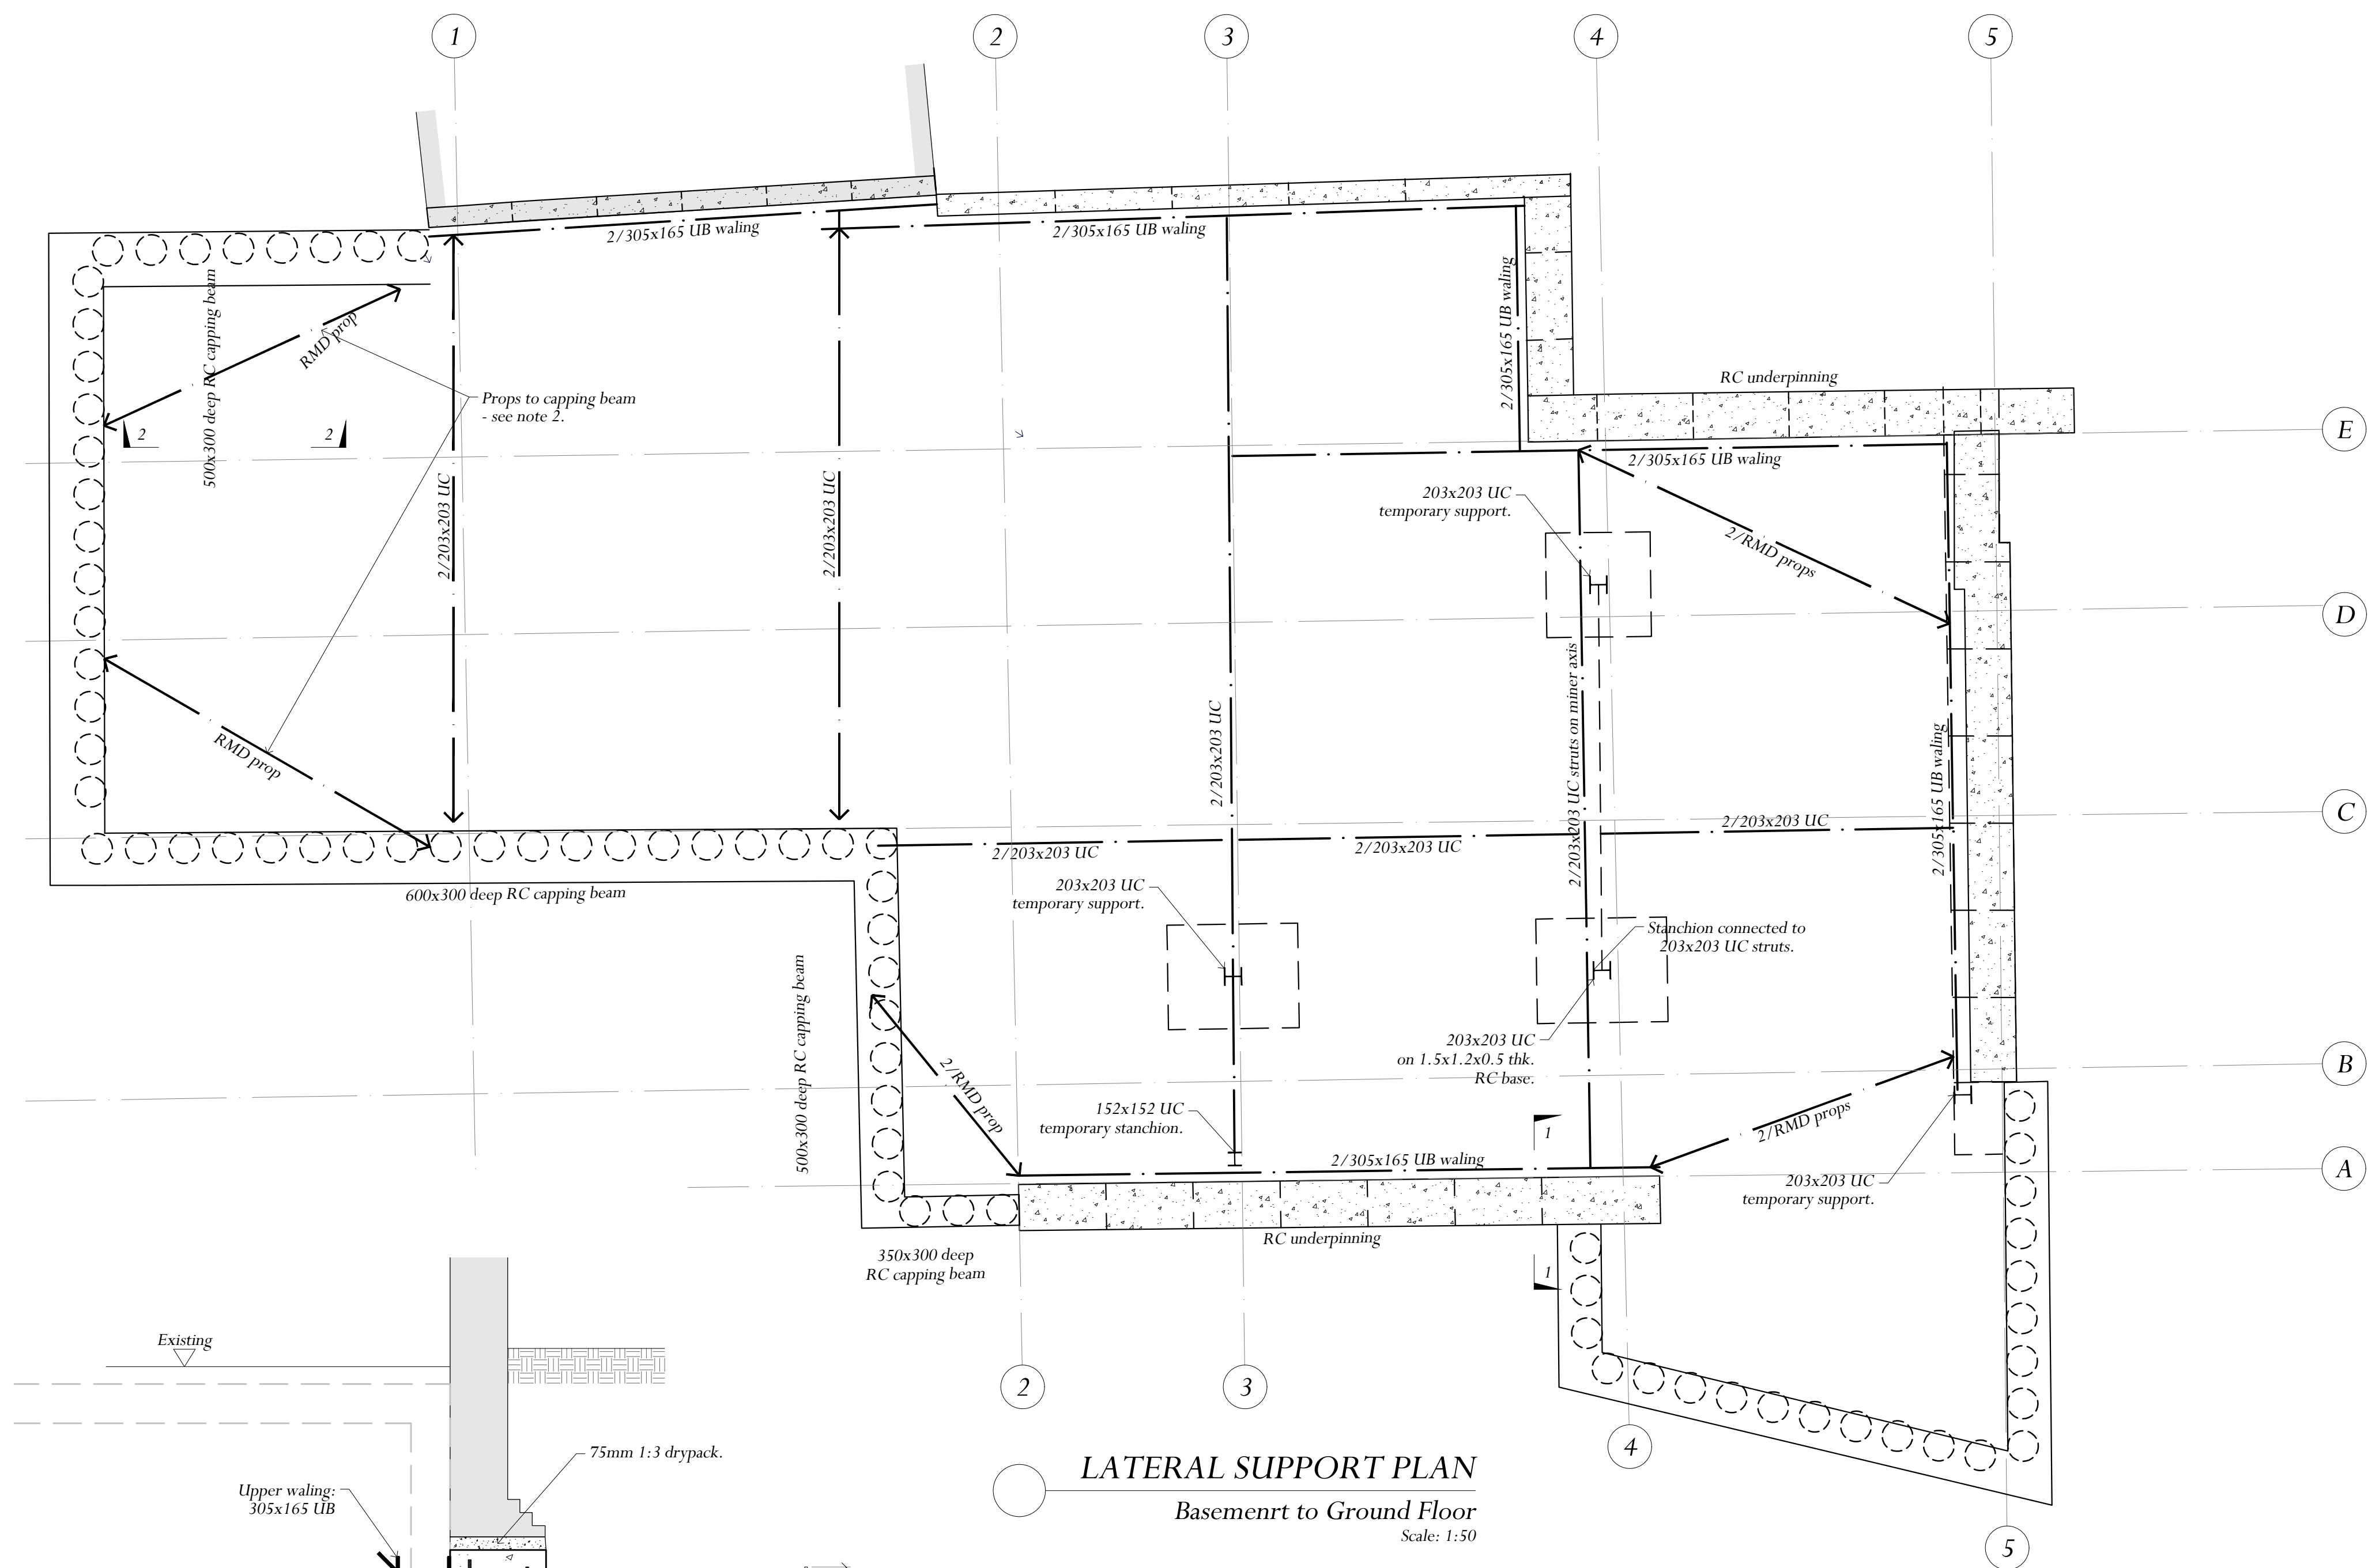 1
2
3
4
5
2/305x165 UB waling
2/305x165 UB waling
2/305x165 UB waling
500x300 deep RC capping beam
RMD prop
Props to capping beam
- see note 2.
2
2
RC underpinning
E
2/305x165 UB waling
2/203x203 UC
2/203x203 UC
203x203 UC
temporary support.
2/RMD props
D
2/203x203 UC struts on miner axis
2/203x203 UC
RMD prop
2/305x165 UB waling
C
2/203x203 UC
2/203x203 UC
2/203x203 UC
600x300 deep RC capping beam
203x203 UC
temporary support.
Stanchion connected to
203x203 UC struts.
500x300 deep RC capping beam
203x203 UC
on 1.5x1.2x0.5 thk.
RC base.
B
2/RMD prop
152x152 UC
temporary stanchion.
1
2/RMD props
2/305x165 UB waling
A
203x203 UC
temporary support.
RC underpinning
350x300 deep
RC capping beam
1
2
3
4
5
Existing
75mm 1:3 drypack.
Upper waling:
305x165 UB
LATERAL SUPPORT PLAN
Basemenrt to Ground Floor
Scale: 1:50